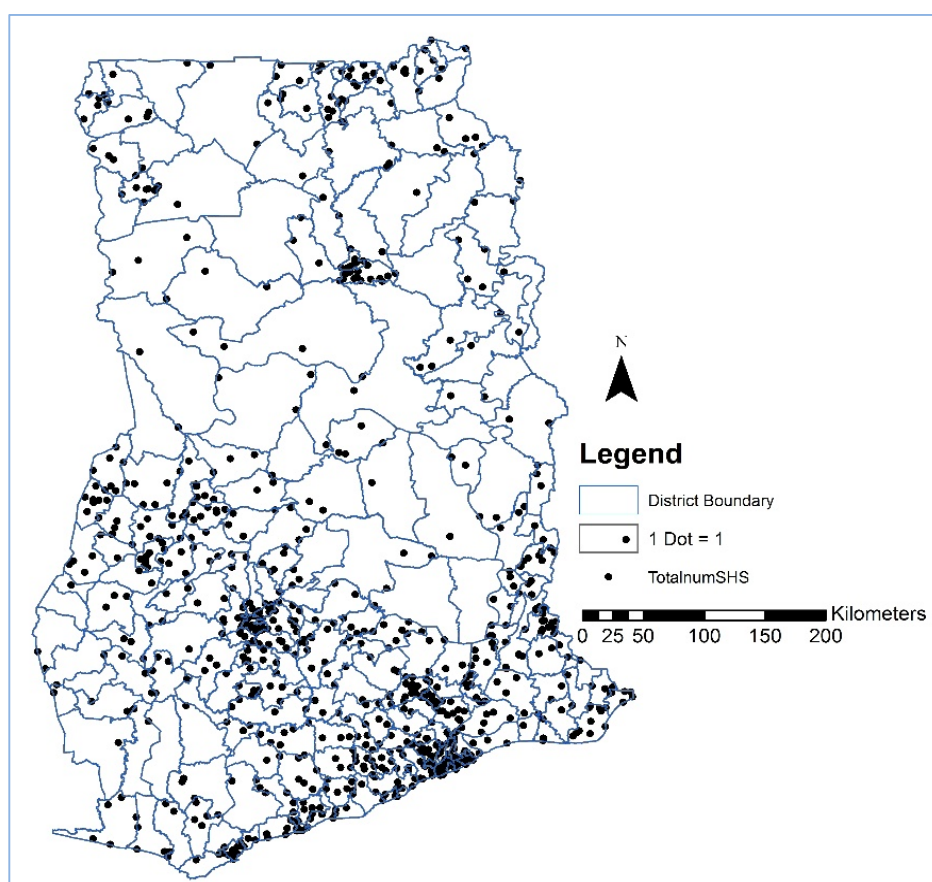 N
Legend
District Boundary
1 Dot = 1
TotalnumSHS
Kilometers
0 25 50 100 150 200